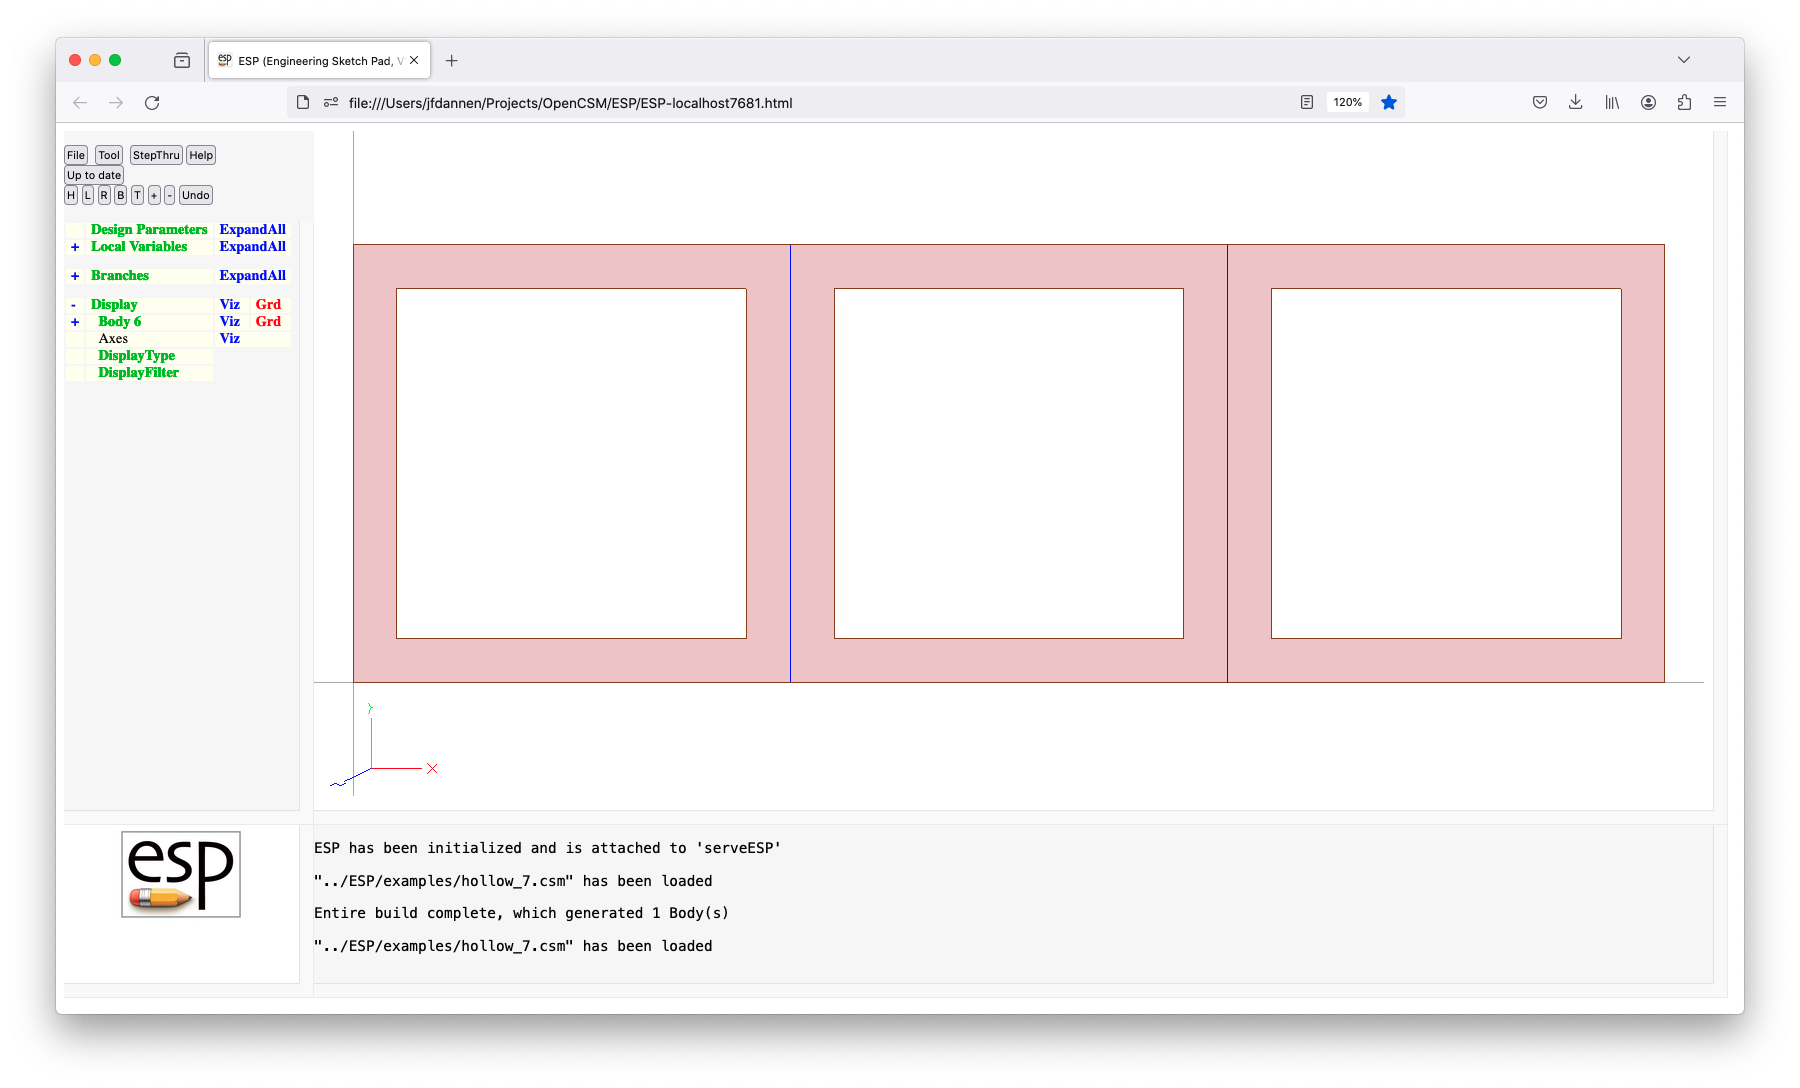 ESP (Engineering Sketch Pad, V
file:///Users/jfdannen/Projects/OpenCSM/ESP/ESP-localhost7681.html 120%
File Tool StepThru Help
Up to date
H L R B T + - Undo
Design Parameters ExpandAll
+ Local Variables ExpandAll
+ Branches ExpandAll
- Display Viz Grd
+ Body 6 Viz Grd
Axes Viz
DisplayType
DisplayFilter
Y
X
Z
esp
ESP has been initialized and is attached to 'serveESP'
"../ESP/examples/hollow_7.csm" has been loaded
Entire build complete, which generated 1 Body(s)
"../ESP/examples/hollow_7.csm" has been loaded